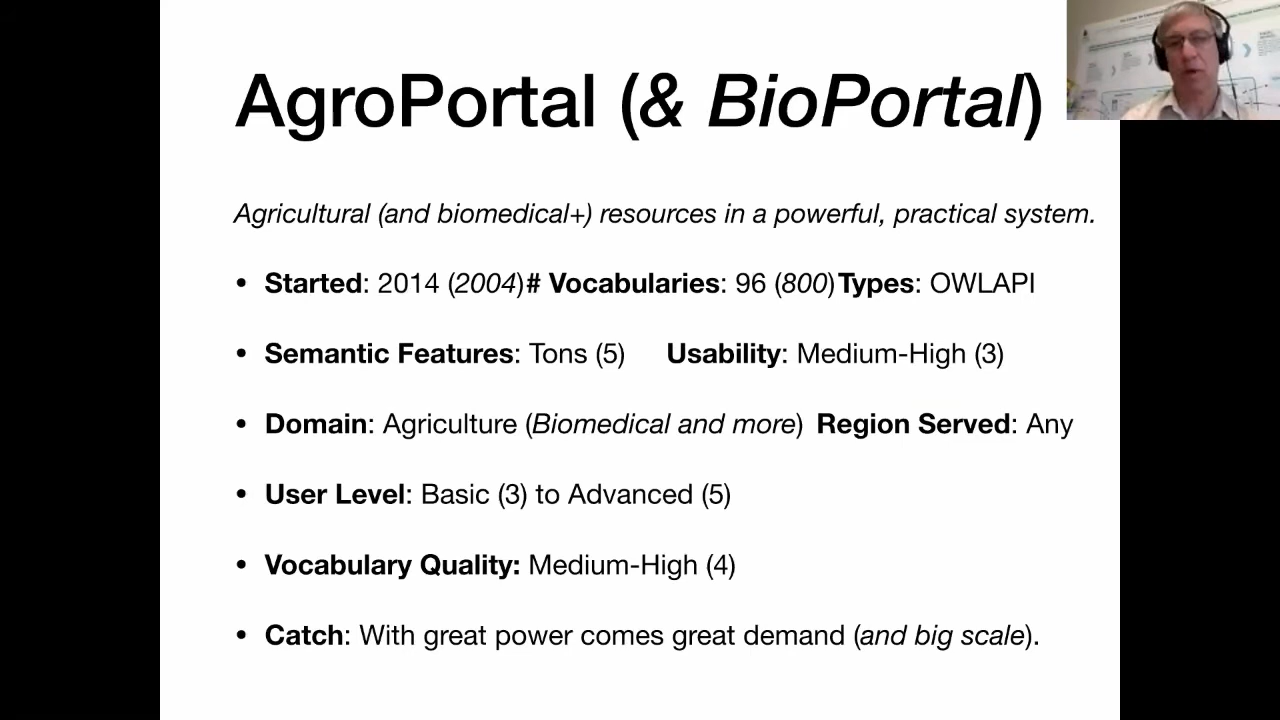 AgroPortal (& BioPortal)
Agricultural (and biomedical+) resources in a powerful, practical system.
• Started: 2014 (2004) # Vocabularies: 96 (800) Types: OWLAPI
• Semantic Features: Tons (5) Usability: Medium-High (3)
• Domain: Agriculture (Biomedical and more) Region Served: Any
• User Level: Basic (3) to Advanced (5)
• Vocabulary Quality: Medium-High (4)
• Catch: With great power comes great demand (and big scale).